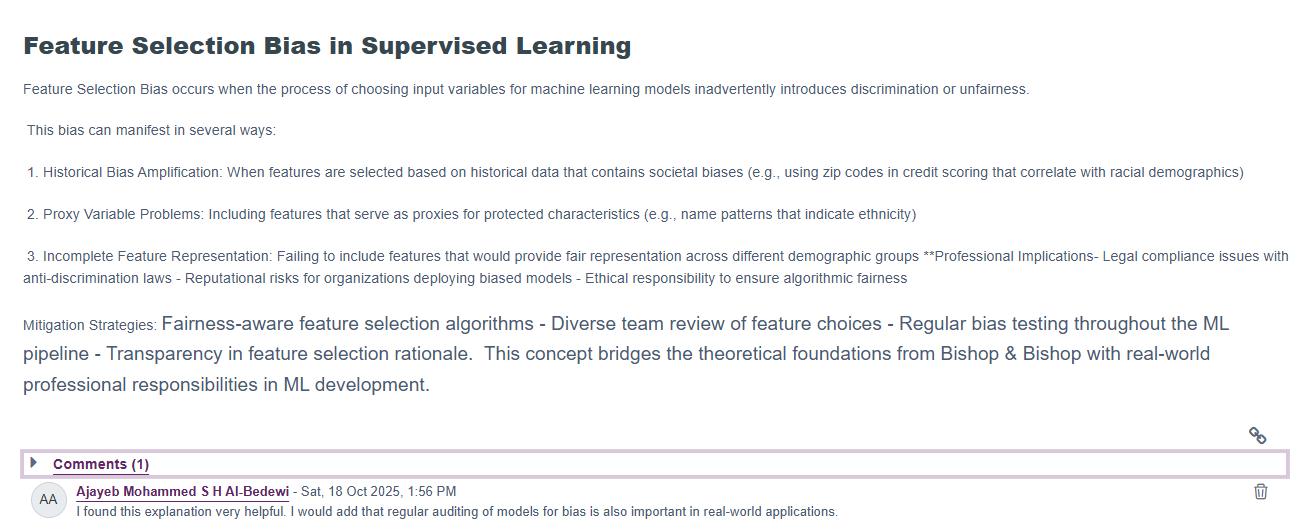 Feature Selection Bias in Supervised Learning
Feature Selection Bias occurs when the process of choosing input variables for machine learning models inadvertently introduces discrimination or unfairness.
This bias can manifest in several ways:
1. Historical Bias Amplification: When features are selected based on historical data that contains societal biases (e.g., using zip codes in credit scoring that correlate with racial demographics)
2. Proxy Variable Problems: Including features that serve as proxies for protected characteristics (e.g., name patterns that indicate ethnicity)
3. Incomplete Feature Representation: Failing to include features that would provide fair representation across different demographic groups **Professional Implications- Legal compliance issues with
anti-discrimination laws - Reputational risks for organizations deploying biased models - Ethical responsibility to ensure algorithmic fairness
Mitigation Strategies: Fairness-aware feature selection algorithms - Diverse team review of feature choices - Regular bias testing throughout the ML
pipeline - Transparency in feature selection rationale.  This concept bridges the theoretical foundations from Bishop & Bishop with real-world
professional responsibilities in ML development.
Comments (1)
AA
Ajayeb Mohammed S H Al-Bedewi - Sat, 18 Oct 2025, 1:56 PM
I found this explanation very helpful. I would add that regular auditing of models for bias is also important in real-world applications.